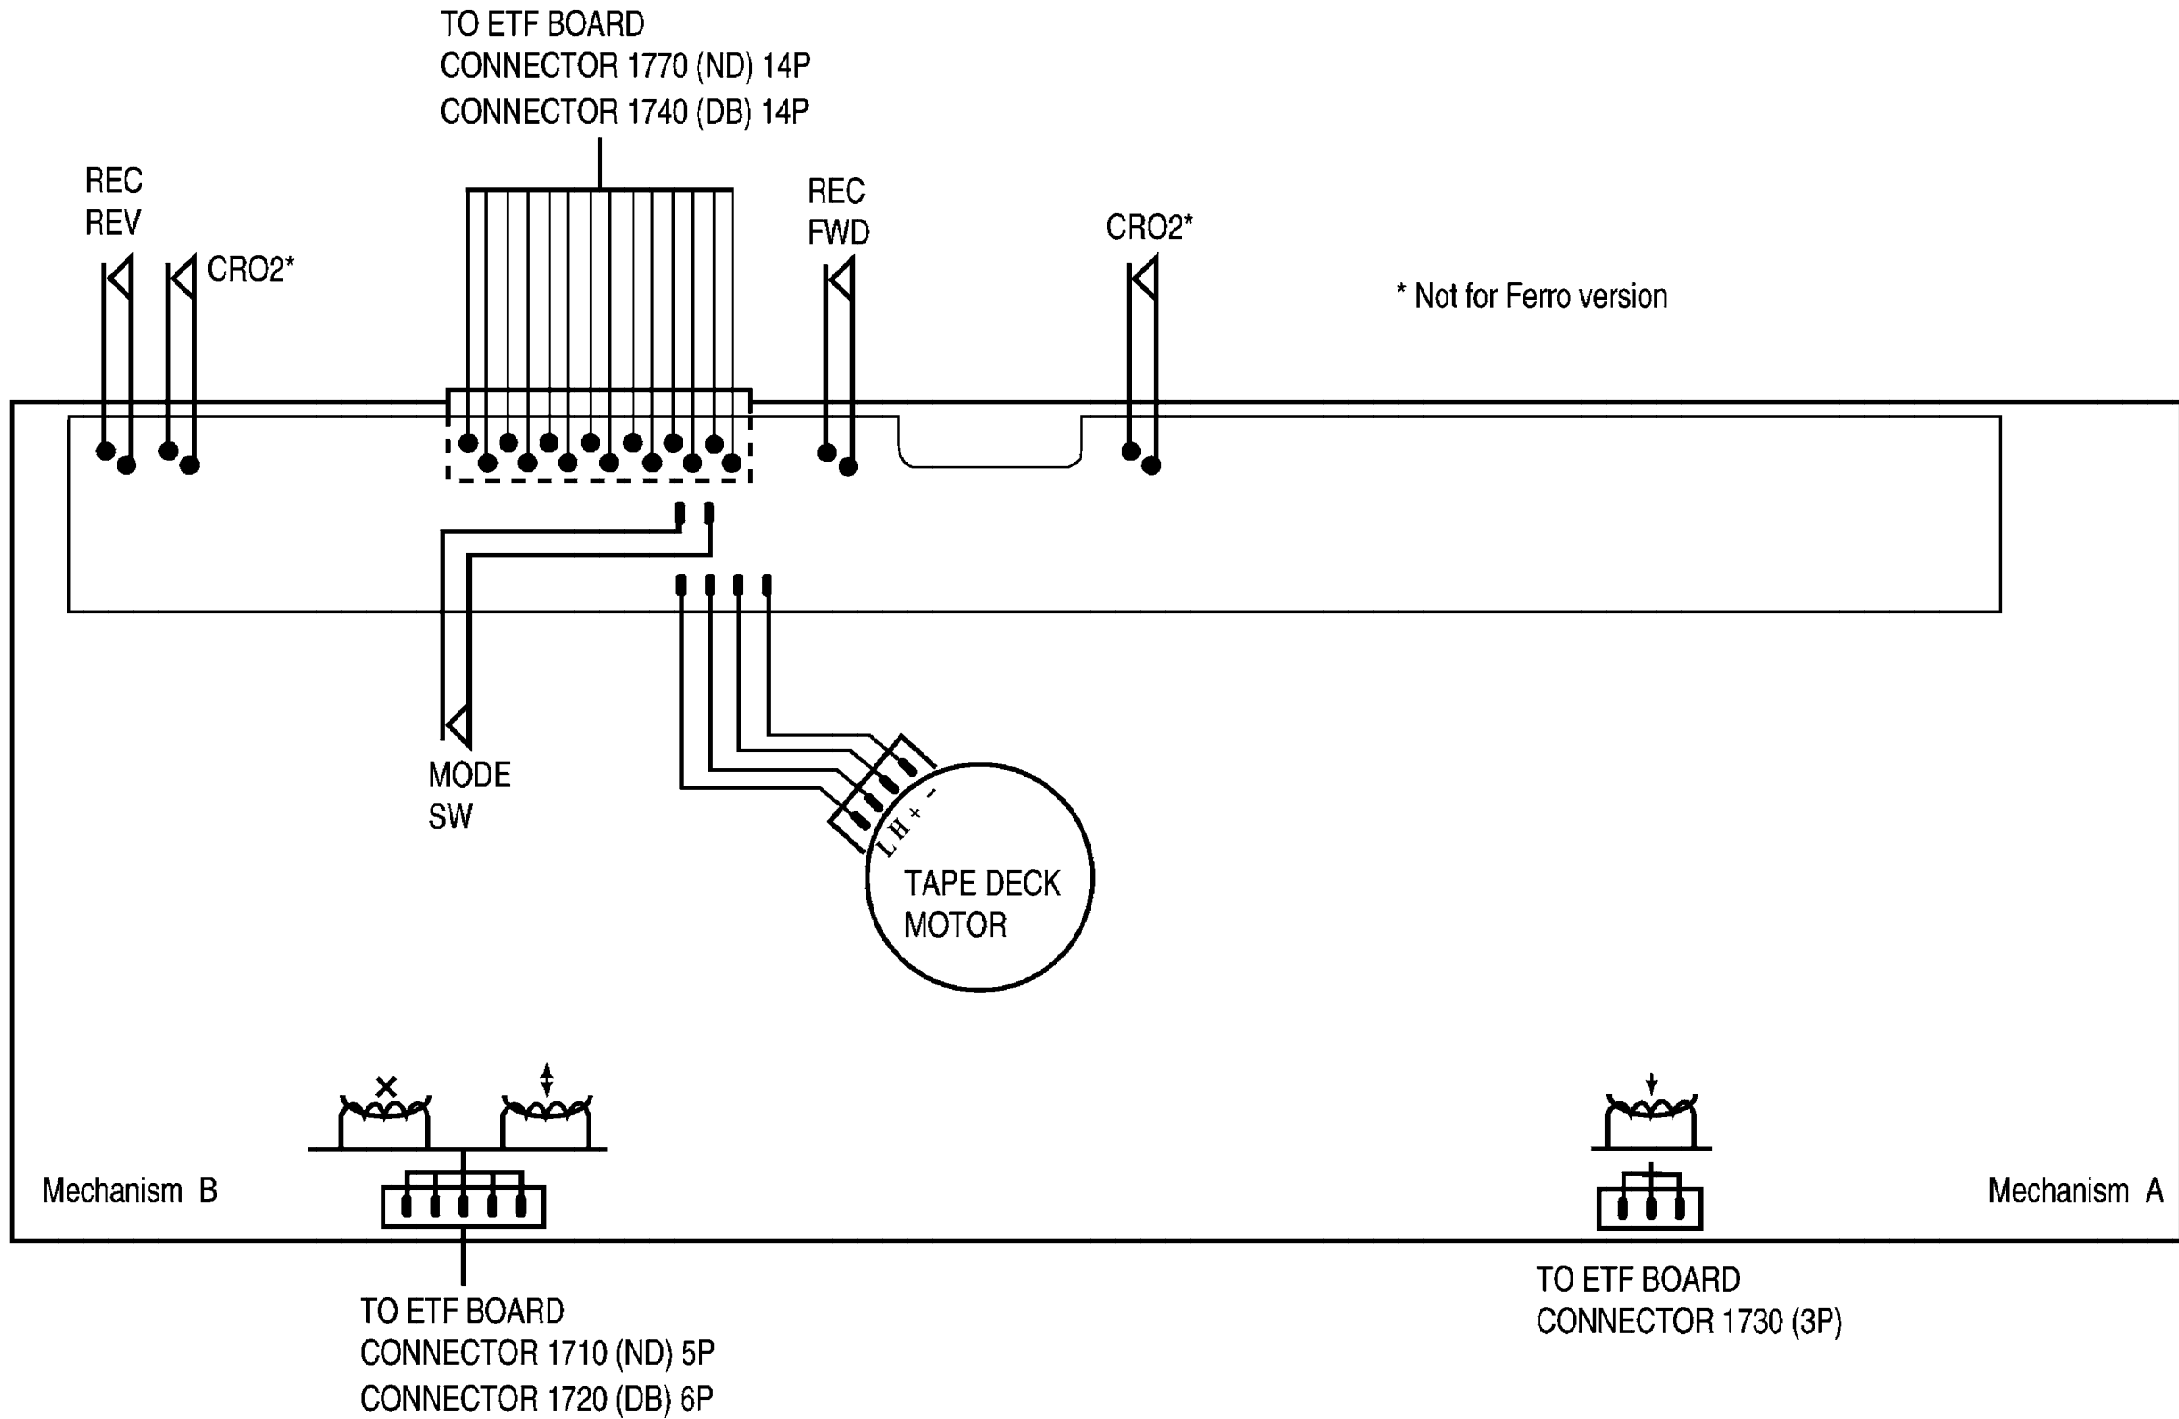 TO ETF BOARD
CONNECTOR 1770 (ND) 14P
CONNECTOR 1740 (DB) 14P
REC
REV
CRO2*
REC
FWD
CRO2*
* Not for Ferro version
MODE
SW
L H + -
TAPE DECK
MOTOR
Mechanism B
Mechanism A
TO ETF BOARD
CONNECTOR 1710 (ND) 5P
CONNECTOR 1720 (DB) 6P
TO ETF BOARD
CONNECTOR 1730 (3P)